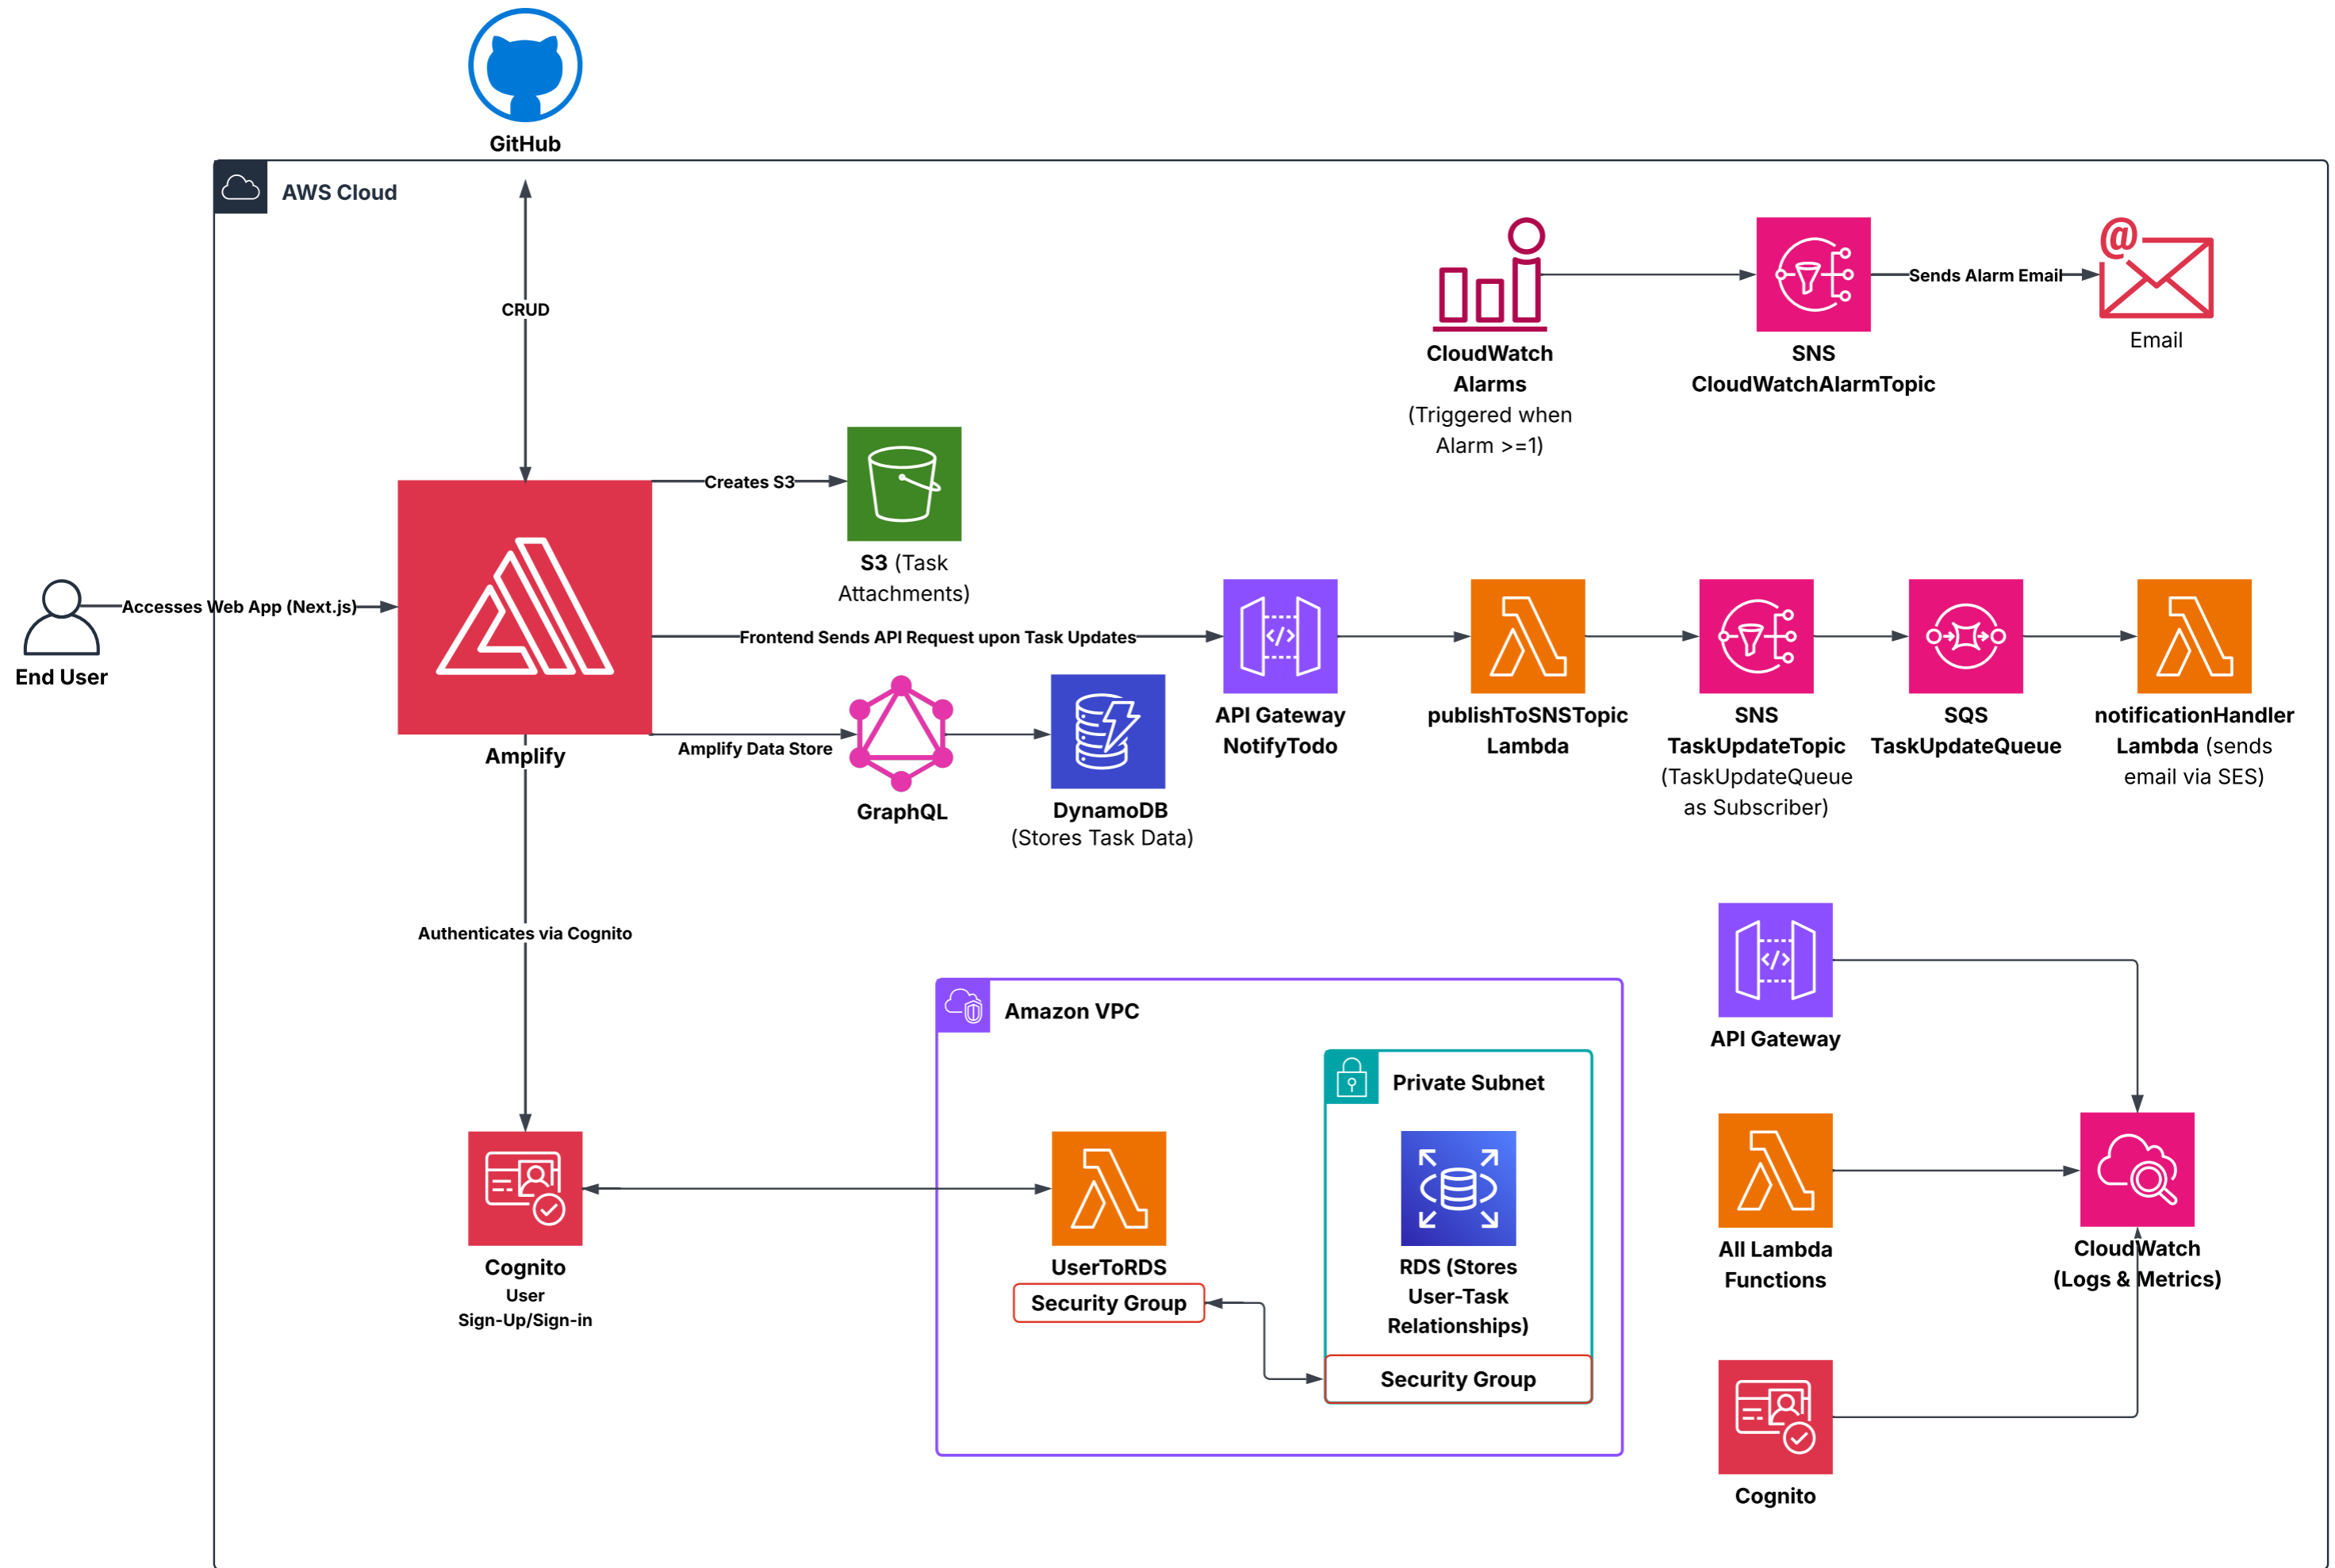 GitHub
AWS Cloud
CRUD
Sends Alarm Email
Email
CloudWatch
Alarms
(Triggered when
Alarm >=1)
SNS
CloudWatchAlarmTopic
Creates S3
S3 (Task
Attachments)
Accesses Web App (Next.js)
End User
Frontend Sends API Request upon Task Updates
Amplify
Amplify Data Store
GraphQL
DynamoDB
(Stores Task Data)
API Gateway
NotifyTodo
publishToSNSTopic
Lambda
SNS
TaskUpdateTopic
(TaskUpdateQueue
as Subscriber)
SQS
TaskUpdateQueue
notificationHandler
Lambda (sends
email via SES)
Authenticates via Cognito
Cognito
User
Sign-Up/Sign-in
Amazon VPC
UserToRDS
Security Group
Private Subnet
RDS (Stores
User-Task
Relationships)
Security Group
API Gateway
All Lambda
Functions
CloudWatch
(Logs & Metrics)
Cognito